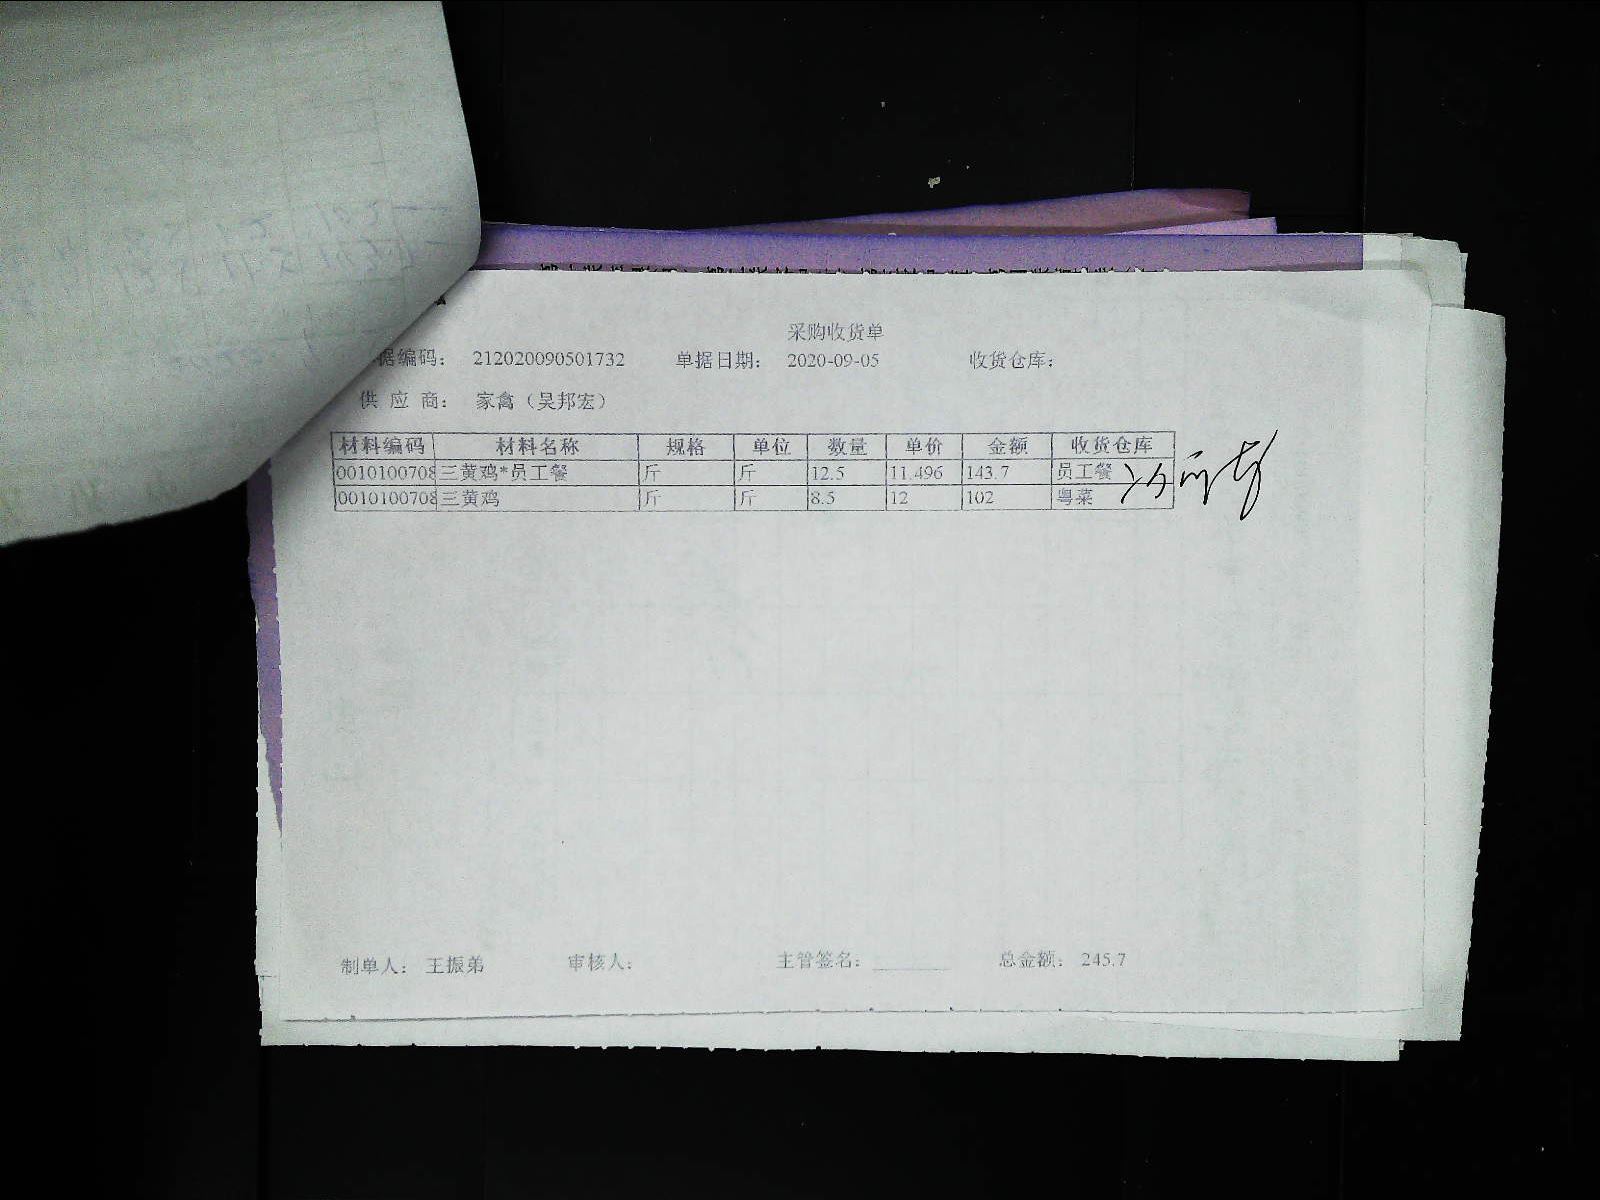 采购收货单
据编码： 212020090501732 单据日期： 2020-09-05 收货仓库：
供 应 商： 家禽（吴邦宏）
材料编码 材料名称 规格 单位 数量 单价 金额 收货仓库
0010100708 三黄鸡*员工餐 斤 斤 12.5 11.496 143.7 员工餐
0010100708 三黄鸡 斤 斤 8.5 12 102 粤菜
制单人： 王振弟 审核人： 主管签名： 总金额： 245.7